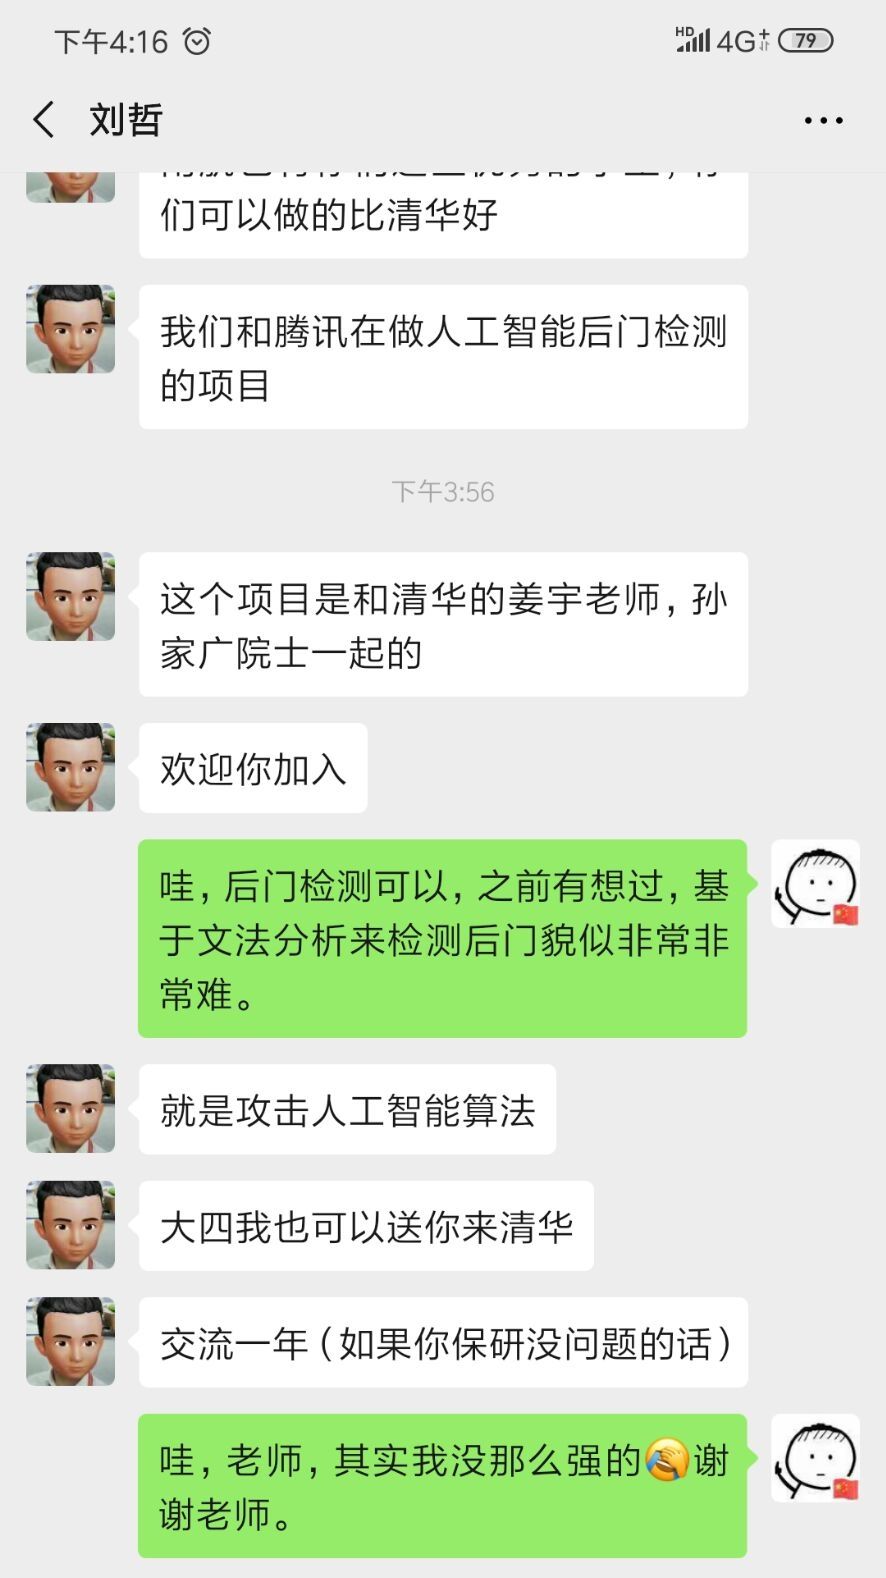 下午4:16
HD 4G+ 79
刘哲
们可以做的比清华好
我们和腾讯在做人工智能后门检测
的项目
下午3:56
这个项目是和清华的姜宇老师，孙
家广院士一起的
欢迎你加入
哇，后门检测可以，之前有想过，基
于文法分析来检测后门貌似非常非
常难。
就是攻击人工智能算法
大四我也可以送你来清华
交流一年（如果你保研没问题的话）
哇，老师，其实我没那么强的🤦谢
谢老师。